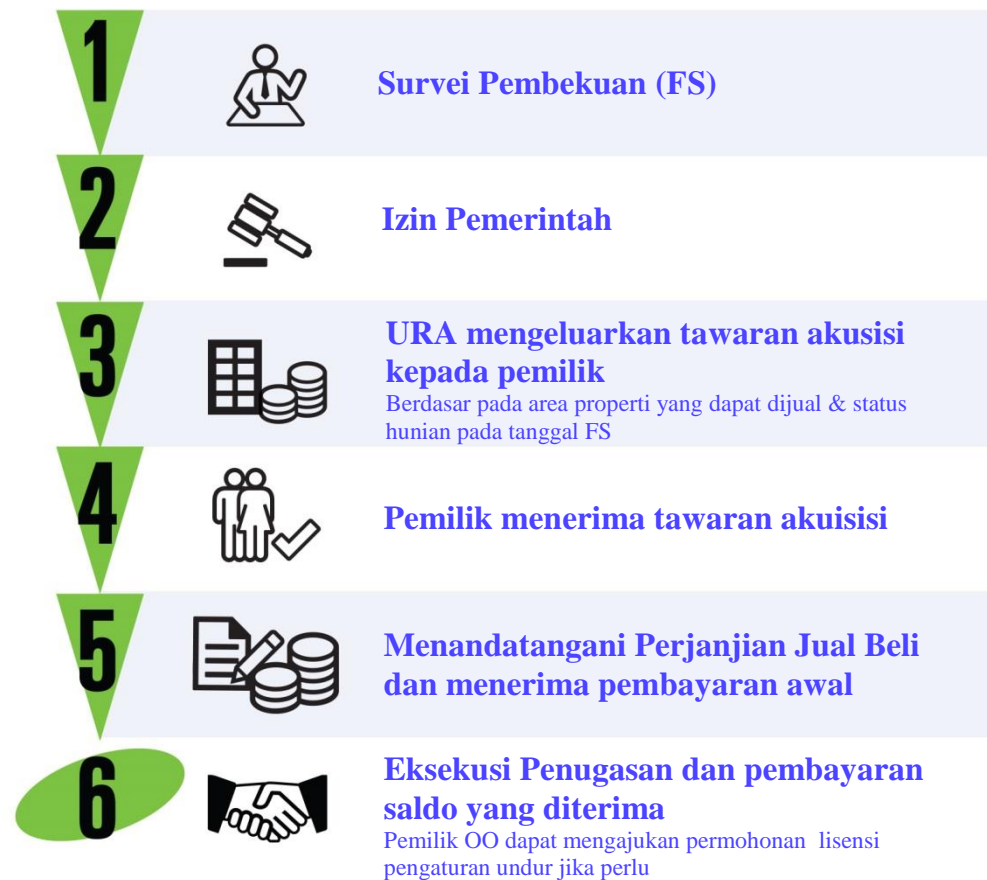 1
Survei Pembekuan (FS)
2
Izin Pemerintah
3
URA mengeluarkan tawaran akusisi
kepada pemilik
Berdasar pada area properti yang dapat dijual & status
hunian pada tanggal FS
4
Pemilik menerima tawaran akuisisi
5
Menandatangani Perjanjian Jual Beli
dan menerima pembayaran awal
6
Eksekusi Penugasan dan pembayaran
saldo yang diterima
Pemilik OO dapat mengajukan permohonan lisensi
pengaturan undur jika perlu